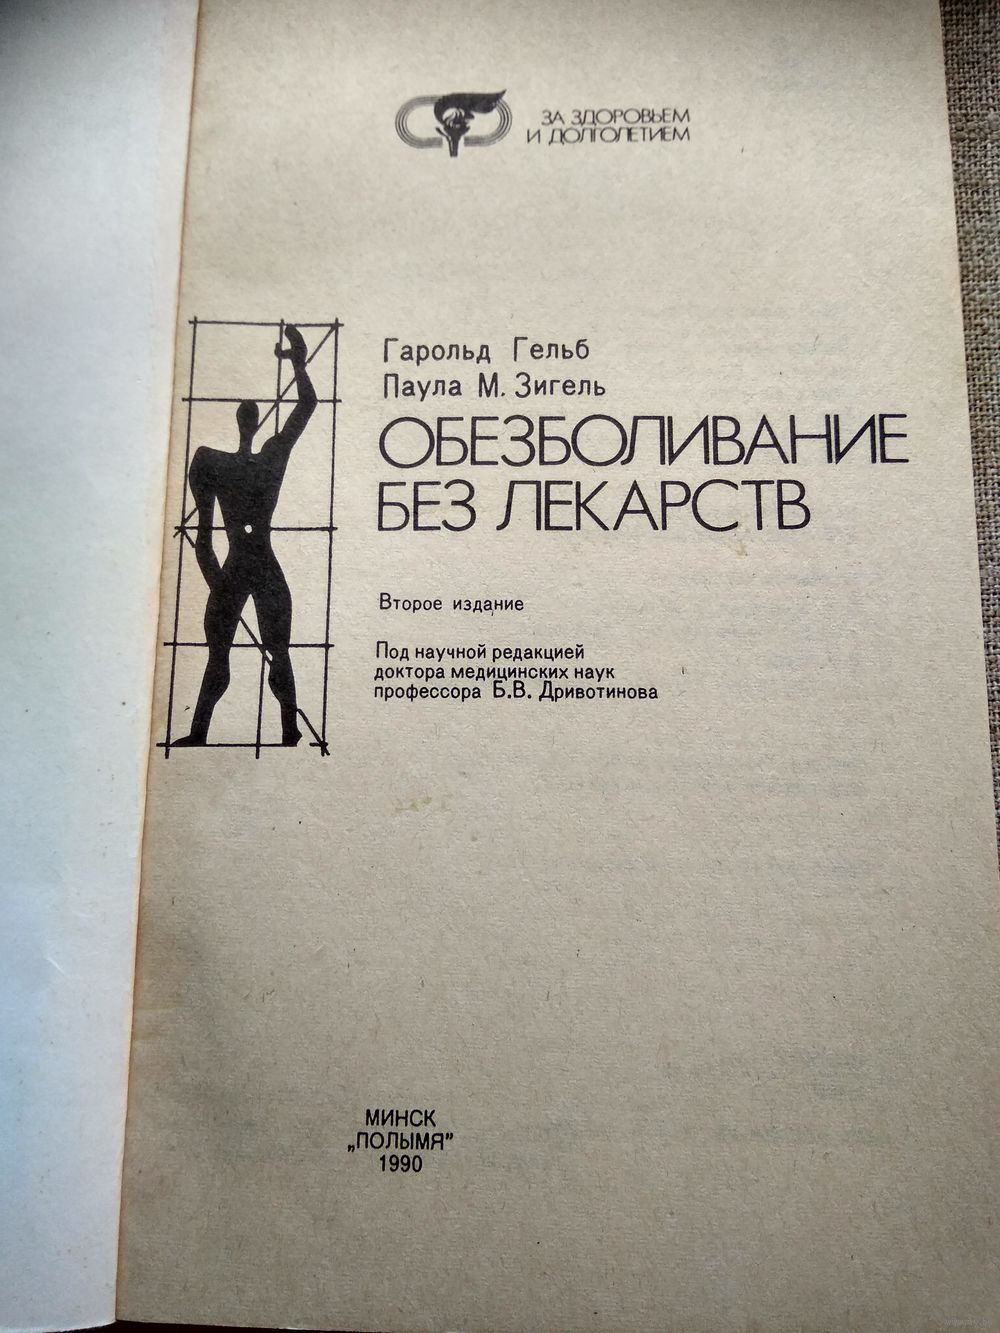 ЗА ЗДОРОВЬЕМ
И ДОЛГОЛЕТИЕМ
Гарольд Гельб
Паула М. Зигель
ОБЕЗБОЛИВАНИЕ
БЕЗ ЛЕКАРСТВ
Второе издание
Под научной редакцией
доктора медицинских наук
профессора Б.В. Дривотинова
МИНСК
„ПОЛЫМЯ”
1990